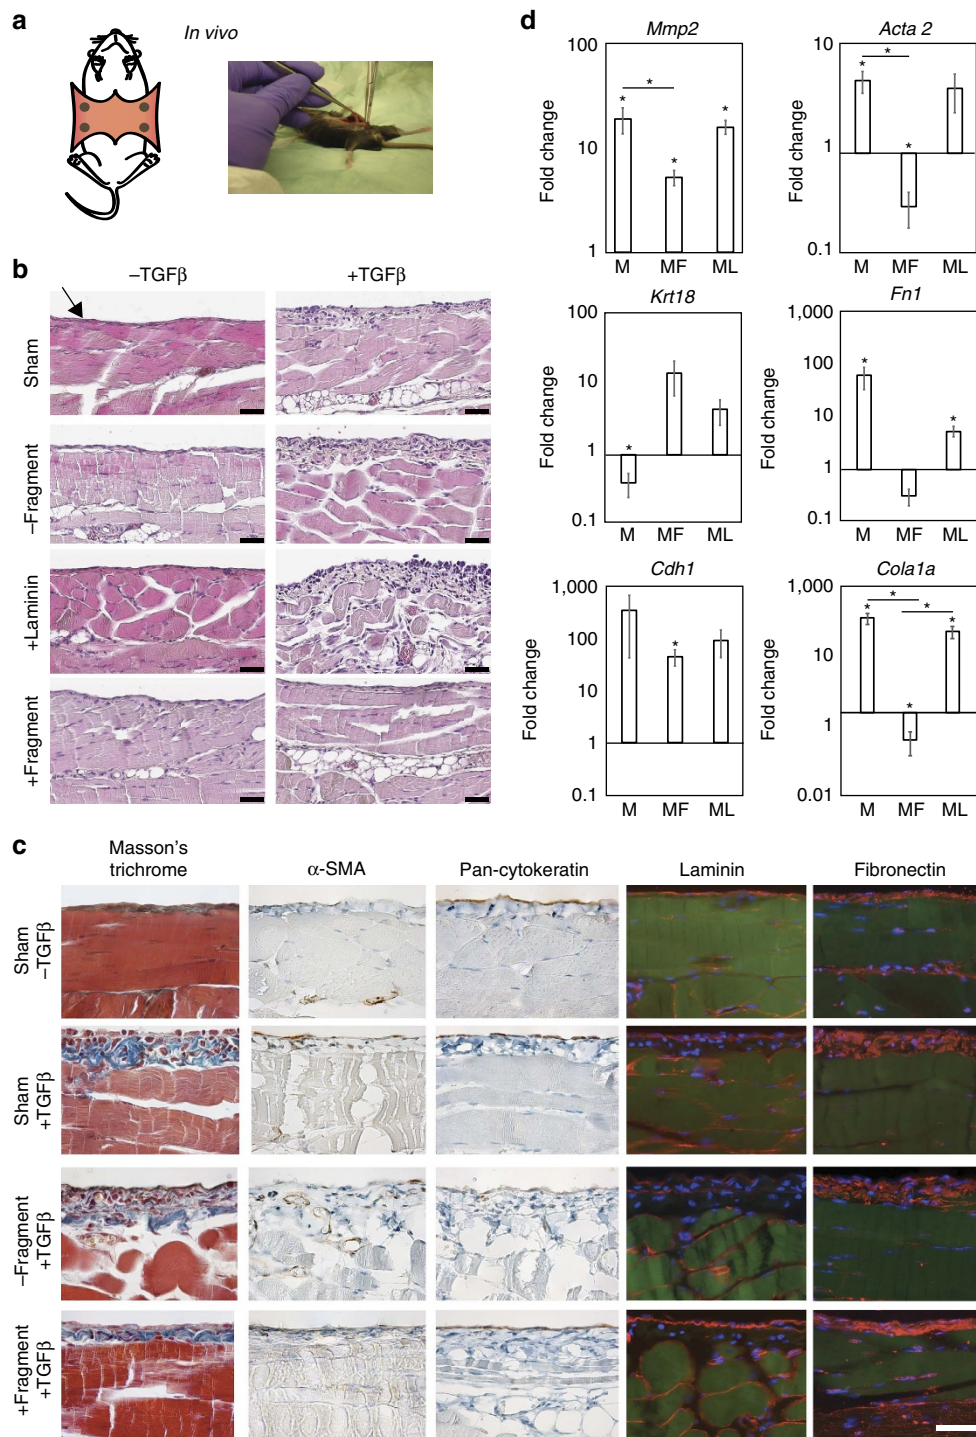 a
In vivo
b
–TGFβ
+TGFβ
Sham
–Fragment
+Laminin
+Fragment
c
Masson's
trichrome
α-SMA
Pan-cytokeratin
Laminin
Fibronectin
Sham
–TGFβ
Sham
+TGFβ
–Fragment
+TGFβ
+Fragment
+TGFβ
d
Mmp2
100
10
1
Fold change
*
*
*
*
M
MF
ML
Acta 2
10
1
0.1
Fold change
*
*
*
M
MF
ML
Krt18
100
10
1
0.1
Fold change
*
M
MF
ML
Fn1
1,000
100
10
1
0.1
Fold change
*
*
M
MF
ML
Cdh1
1,000
100
10
1
0.1
Fold change
*
M
MF
ML
Cola1a
1,000
10
1
0.01
Fold change
*
*
*
*
*
M
MF
ML